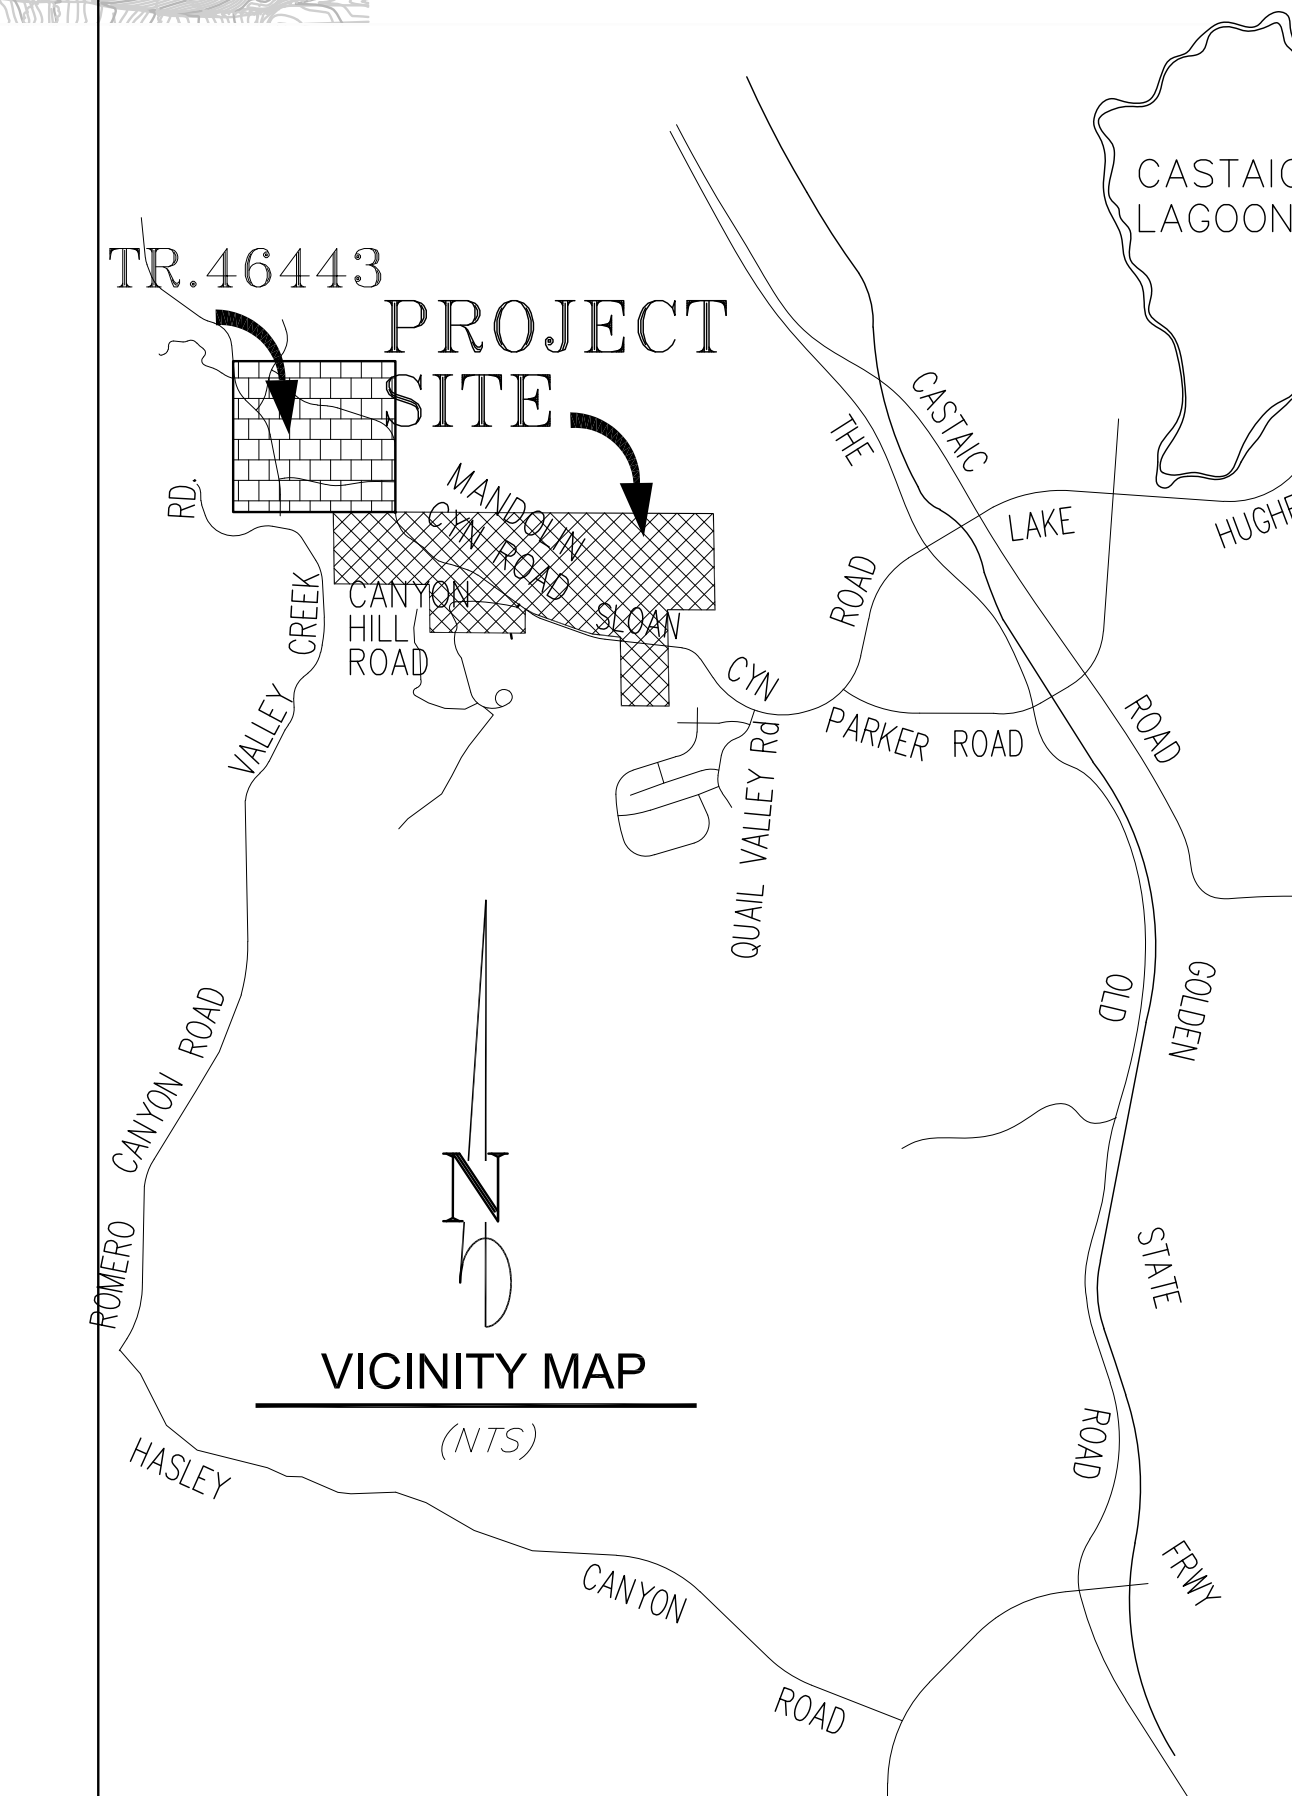 CASTAIC
LAGOON
TR.46443
PROJECT
SITE
CASTAIC
THE
MANDOLIN
CYN ROAD
RD.
LAKE
HUGHE
ROAD
CREEK
CANYON
HILL
ROAD
SLOAN
CYN
VALLEY
PARKER ROAD
ROAD
QUAIL VALLEY Rd
OLD
GOLDEN
CANYON ROAD
N
ROMERO
STATE
VICINITY MAP
(NTS)
ROAD
HASLEY
CANYON
FRWY
ROAD